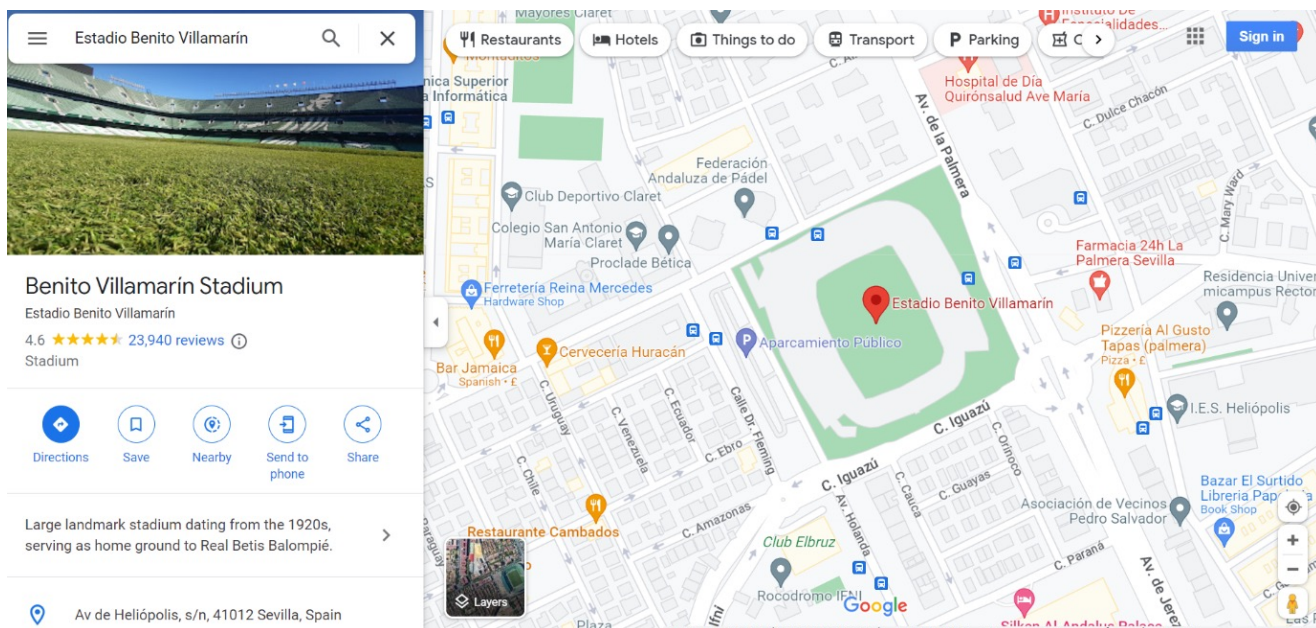 Estadio Benito Villamarín
Benito Villamarín Stadium
Estadio Benito Villamarín
4.6
23,940 reviews
Stadium
Directions
Save
Nearby
Send to
phone
Share
Large landmark stadium dating from the 1920s,
serving as home ground to Real Betis Balompié.
Av de Heliópolis, s/n, 41012 Sevilla, Spain
Restaurants
Hotels
Things to do
Transport
P Parking
Sign in
Mayores Claret
Montaditos
nica Superior
a Informática
Hospital de Día
Quirónsalud Ave María
Av. de la Palmera
C. Dulce Chacón
C. Mary Ward
Federación
Andaluza de Pádel
Club Deportivo Claret
Colegio San Antonio
María Claret
Proclade Bética
Ferretería Reina Mercedes
Hardware Shop
Farmacia 24h La
Palmera Sevilla
Residencia Univer
micampus Rector
Estadio Benito Villamarín
P
Aparcamiento Público
Cervecería Huracán
Bar Jamaica
Spanish • £
Pizzería Al Gusto
Tapas (palmera)
Pizza • £
I.E.S. Heliópolis
C. Uruguay
C. Venezuela
C. Ecuador
Calle Dr. Fleming
C. Ebro
C. Chile
C. Iguazú
C. Iguazú
C. Orinoco
C. Guayas
C. Cauca
Av. Holanda
C. Amazonas
Restaurante Cambados
Paraguay
Club Elbruz
Rocodromo IFNI
Asociación de Vecinos
Pedro Salvador
Bazar El Surtido
Book Shop
C. Paraná
Av. de Jerez
Ifni
Plaza
Silken Al Andalus Palace
Layers
Google